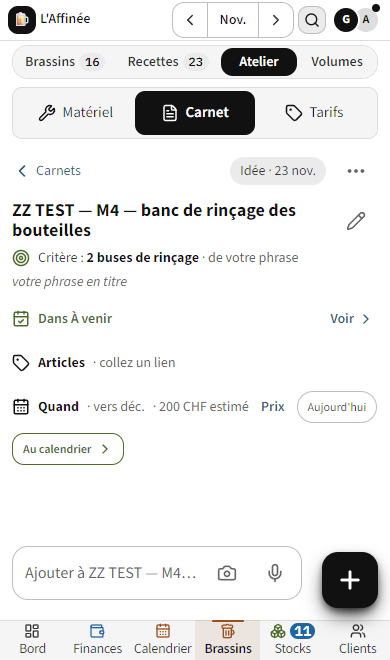 L'Affinée
Nov.
G
A
Brassins 16
Recettes 23
Atelier
Volumes
Matériel
Carnet
Tarifs
Carnets
Idée · 23 nov.
ZZ TEST — M4 — banc de rinçage des
bouteilles
Critère : 2 buses de rinçage · de votre phrase
votre phrase en titre
Dans À venir
Voir
Articles · collez un lien
Quand · vers déc. · 200 CHF estimé Prix
Aujourd'hui
Au calendrier
Ajouter à ZZ TEST — M4…
Bord
Finances
Calendrier
Brassins
11
Stocks
Clients